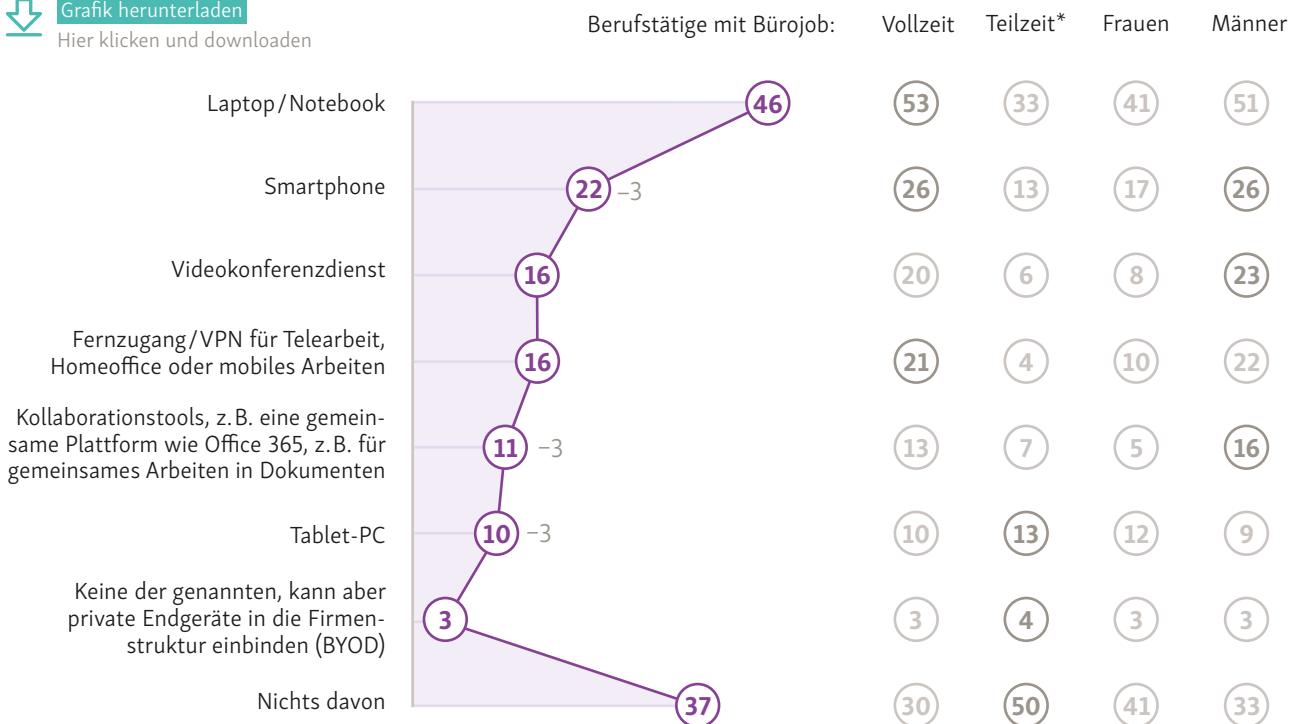 Grafik herunterladen
Hier klicken und downloaden
Berufstätige mit Bürojob: Vollzeit Teilzeit* Frauen Männer
Laptop/Notebook 46 53 33 41 51
Smartphone 22 –3 26 13 17 26
Videokonferenzdienst 16 20 6 8 23
Fernzugang/VPN für Telearbeit,
Homeoffice oder mobiles Arbeiten 16 21 4 10 22
Kollaborationstools, z.B. eine gemein-
same Plattform wie Office 365, z.B. für
gemeinsames Arbeiten in Dokumenten 11 –3 13 7 5 16
Tablet-PC 10 –3 10 13 12 9
Keine der genannten, kann aber
private Endgeräte in die Firmen-
struktur einbinden (BYOD) 3 3 4 3 3
Nichts davon 37 30 50 41 33